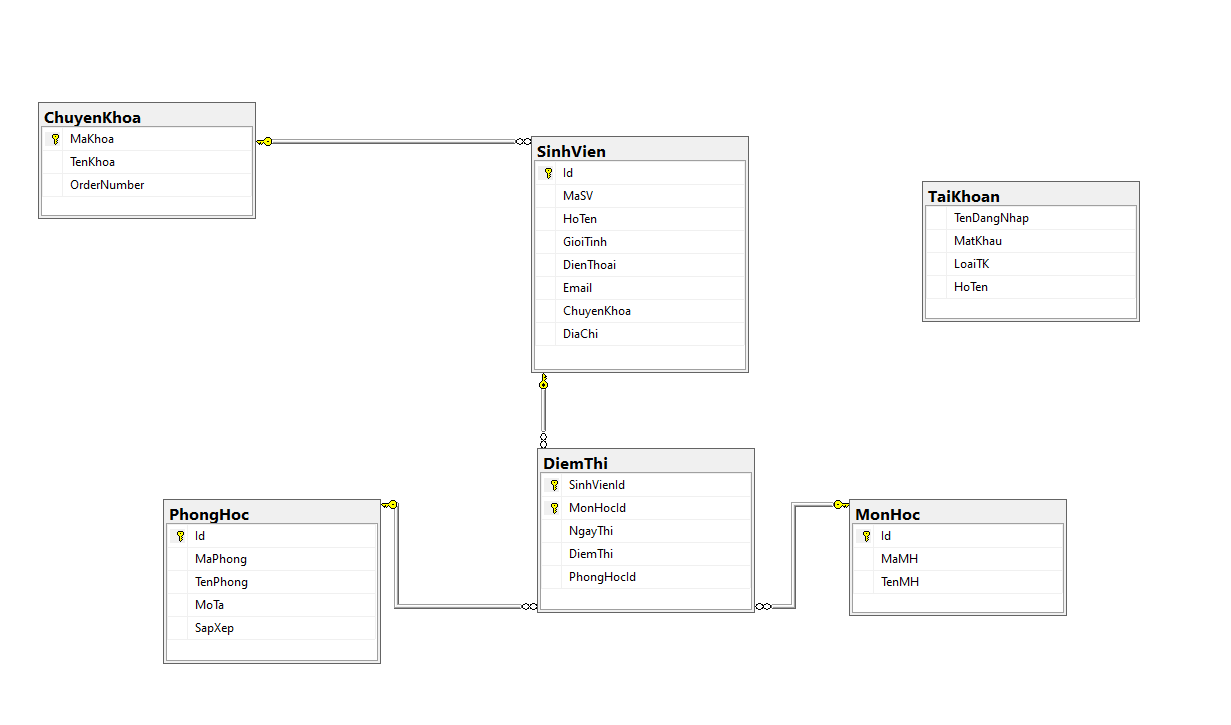 ChuyenKhoa
MaKhoa
TenKhoa
OrderNumber
SinhVien
Id
MaSV
HoTen
GioiTinh
DienThoai
Email
ChuyenKhoa
DiaChi
TaiKhoan
TenDangNhap
MatKhau
LoaiTK
HoTen
DiemThi
SinhVienId
MonHocId
NgayThi
DiemThi
PhongHocId
PhongHoc
Id
MaPhong
TenPhong
MoTa
SapXep
MonHoc
Id
MaMH
TenMH